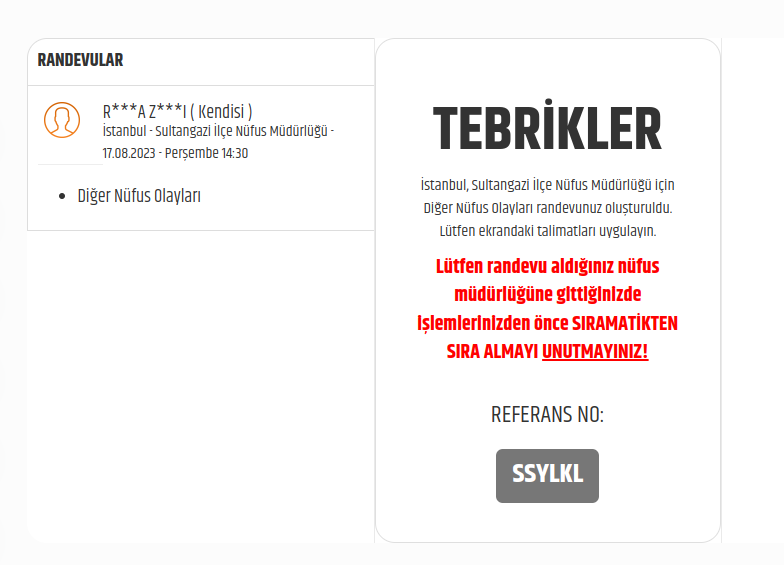 RANDEVULAR
R***A Z***I ( Kendisi )
İstanbul - Sultangazi İlçe Nüfus Müdürlüğü -
17.08.2023 - Perşembe 14:30
• Diğer Nüfus Olayları
TEBRİKLER
İstanbul, Sultangazi İlçe Nüfus Müdürlüğü için
Diğer Nüfus Olayları randevunuz oluşturuldu.
Lütfen ekrandaki talimatları uygulayın.
Lütfen randevu aldığınız nüfus
müdürlüğüne gittiğinizde
işlemlerinizden önce SIRAMATİKTEN
SIRA ALMAYI UNUTMAYINIZ!
REFERANS NO:
SSYLKL